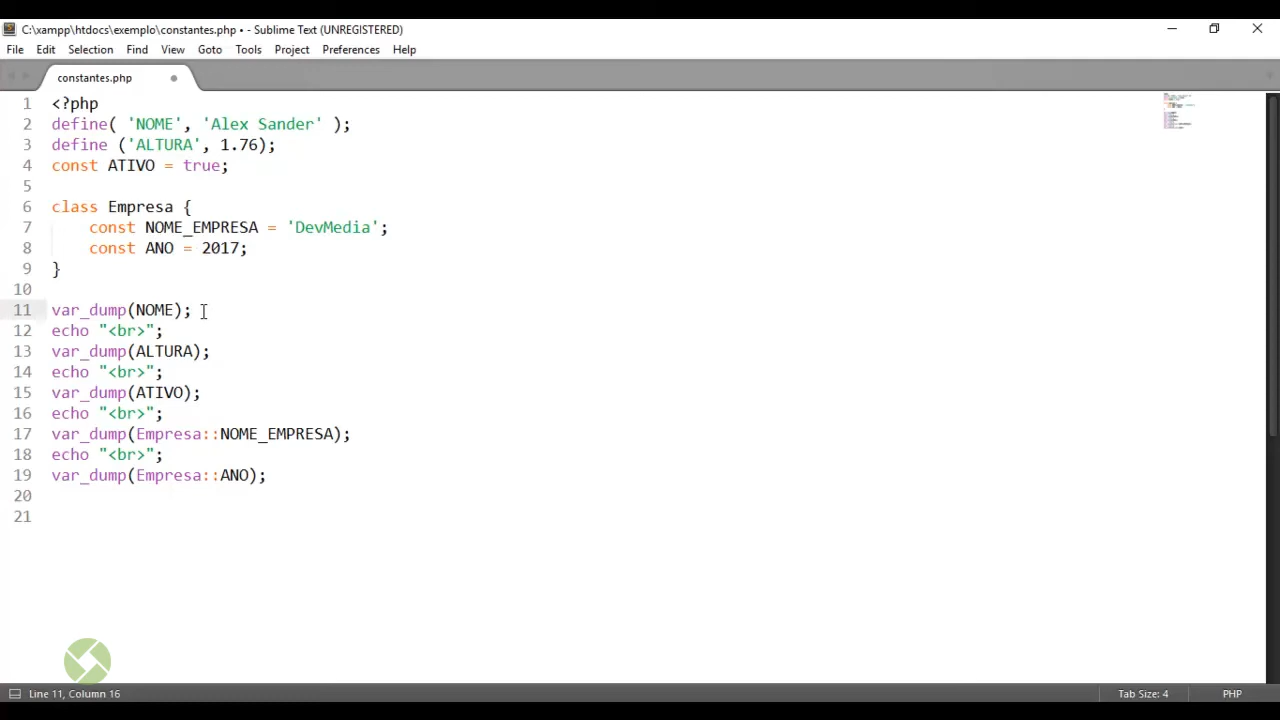 C:\xampp\htdocs\exemplo\constantes.php • - Sublime Text (UNREGISTERED)
File Edit Selection Find View Goto Tools Project Preferences Help
constantes.php
1 <?php
2 define( 'NOME', 'Alex Sander' );
3 define ('ALTURA', 1.76);
4 const ATIVO = true;
5
6 class Empresa {
7     const NOME_EMPRESA = 'DevMedia';
8     const ANO = 2017;
9 }
10
11 var_dump(NOME);
12 echo "<br>";
13 var_dump(ALTURA);
14 echo "<br>";
15 var_dump(ATIVO);
16 echo "<br>";
17 var_dump(Empresa::NOME_EMPRESA);
18 echo "<br>";
19 var_dump(Empresa::ANO);
20
21
Line 11, Column 16 Tab Size: 4 PHP